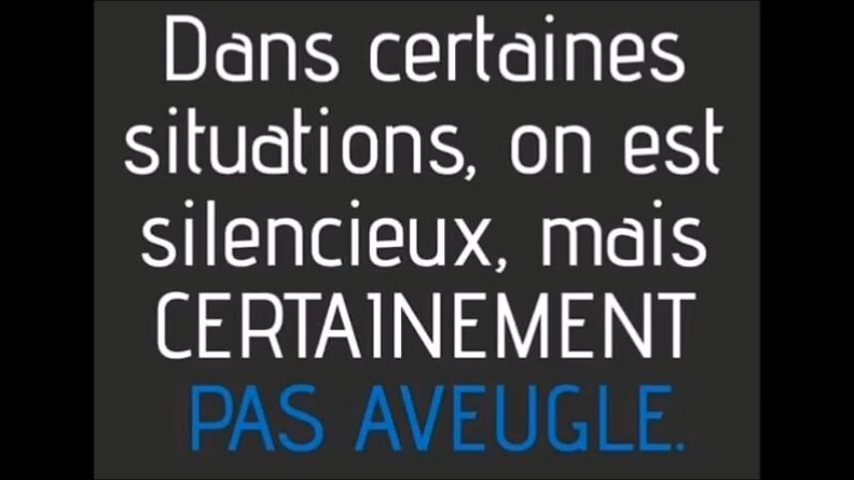 Dans certaines
situations, on est
silencieux, mais
CERTAINEMENT
PAS AVEUGLE.